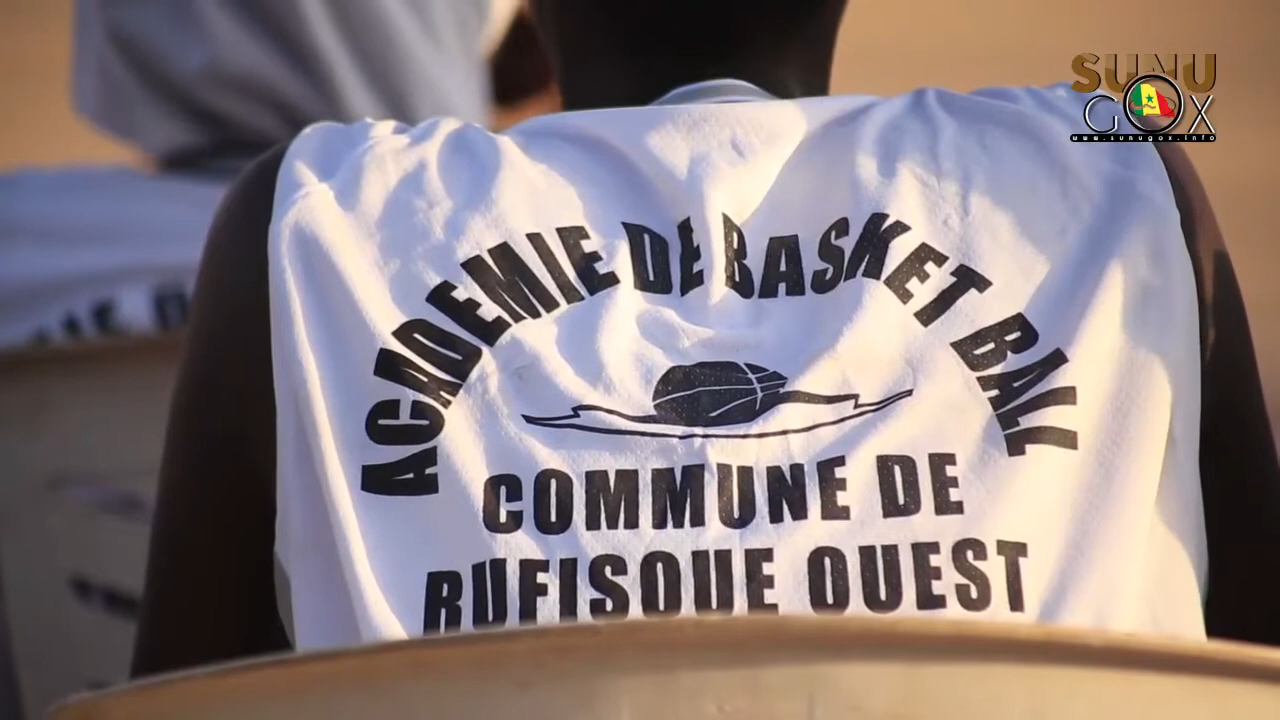 SUNU
GOX
www.sunugox.info
ACADEMIE DE BASKET BALL
COMMUNE DE
RUFISQUE OUEST